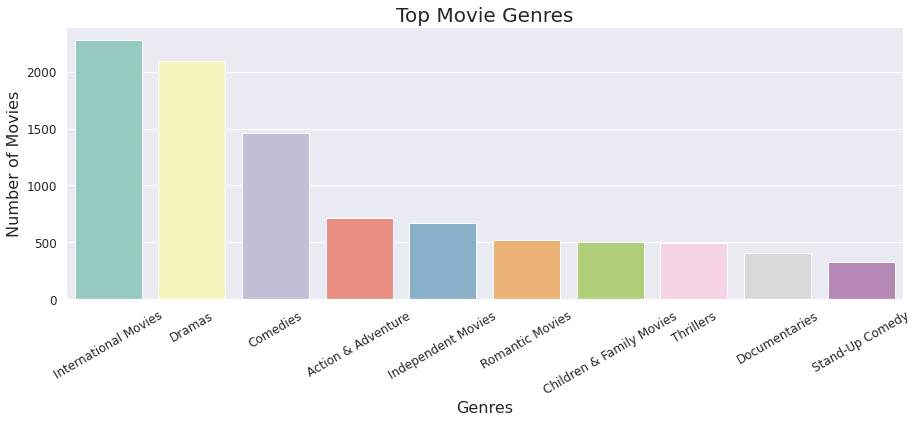 Top Movie Genres
Number of Movies
2000
1500
1000
500
0
International Movies
Dramas
Comedies
Action & Adventure
Independent Movies
Romantic Movies
Children & Family Movies
Thrillers
Documentaries
Stand-Up Comedy
Genres